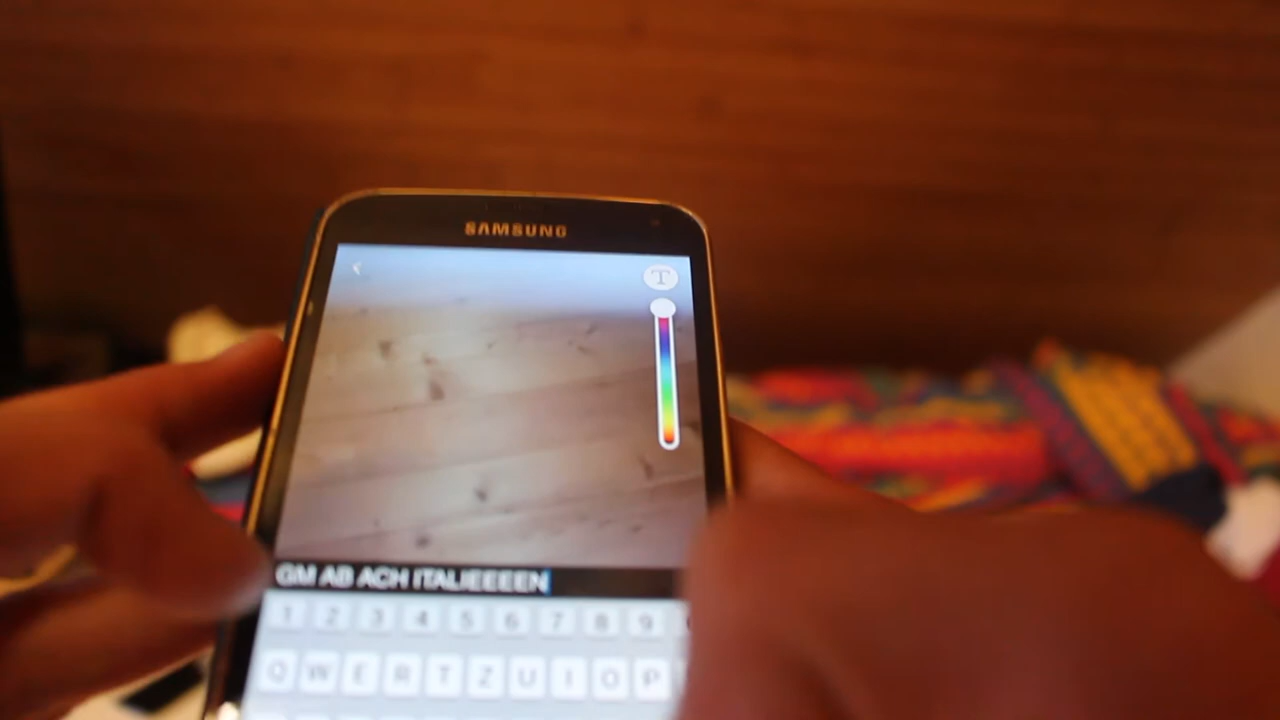 SAMSUNG
T
GM AB ACH ITALIEEEEN
1 2 3 4 5 6 7 8 9
Q W E R T Z U I O P